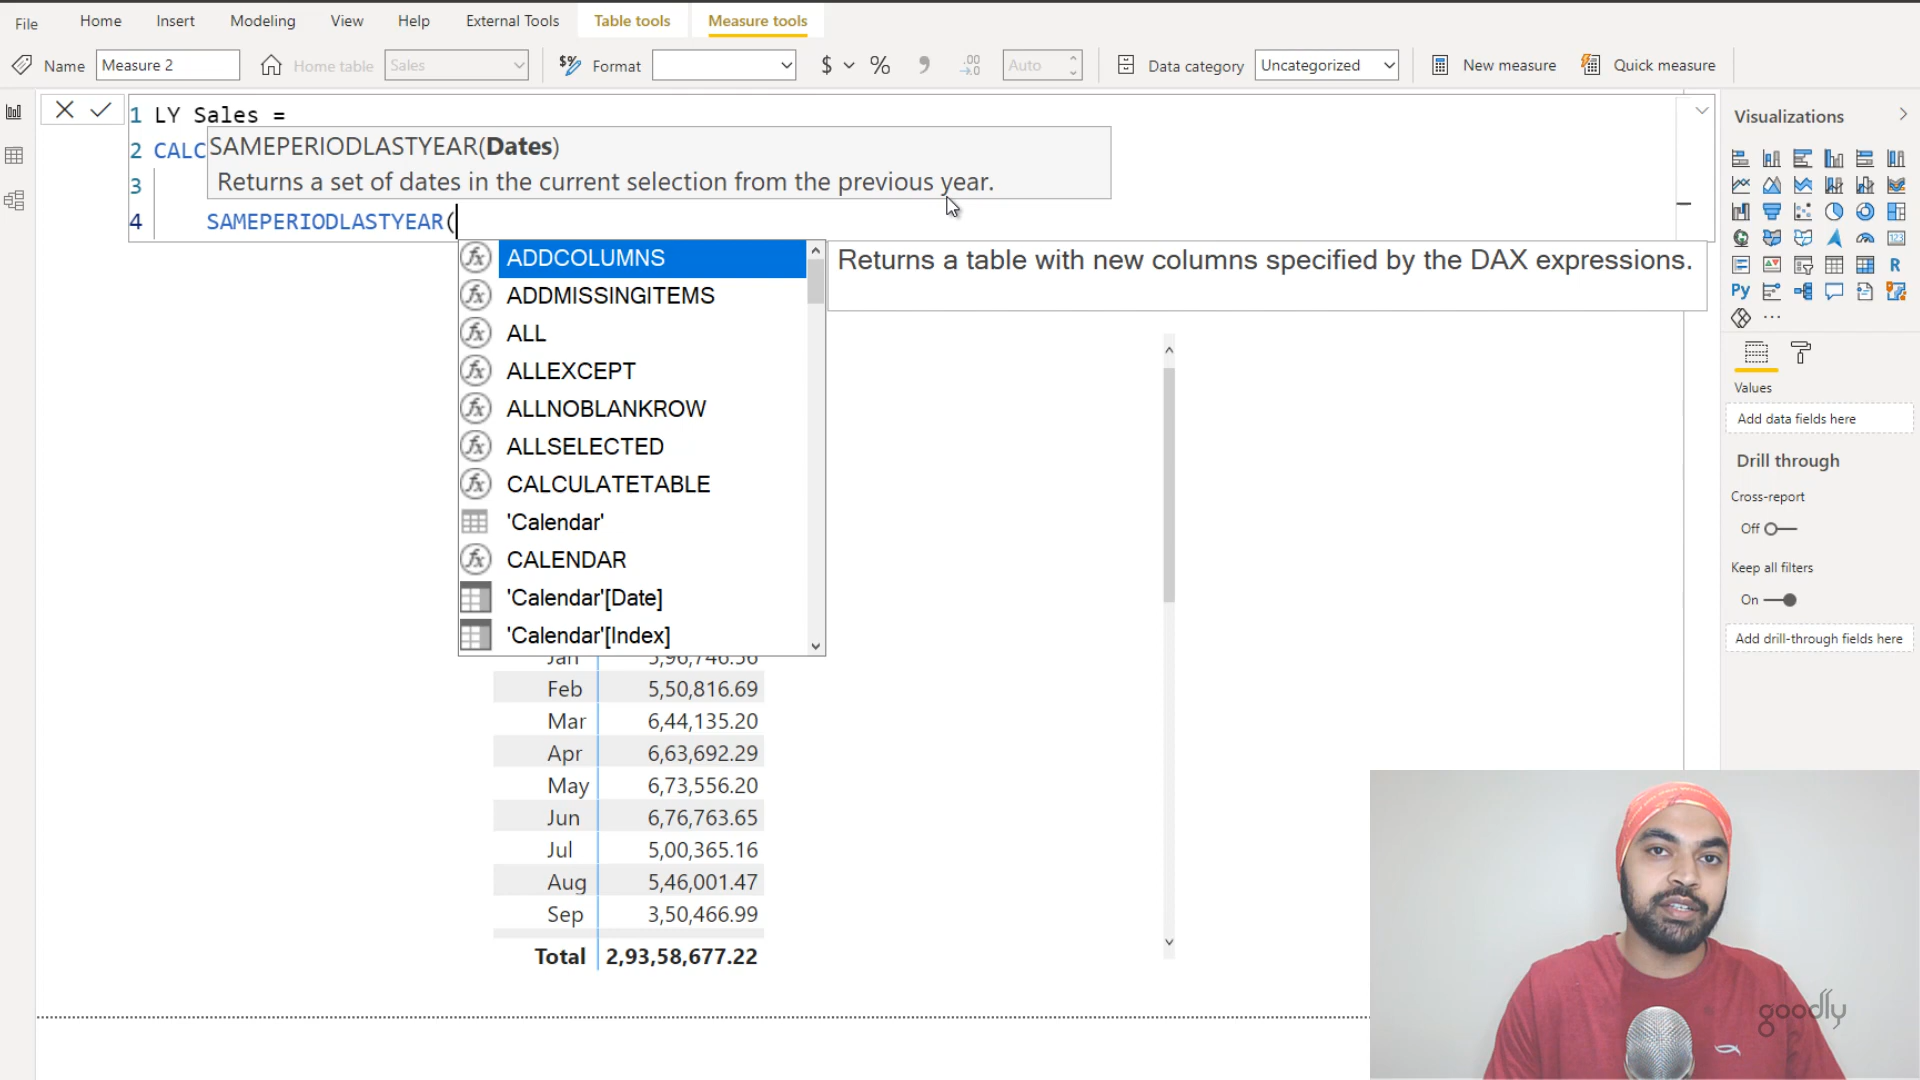 File Home Insert Modeling View Help External Tools Table tools Measure tools
Name Measure 2 Home table Sales Format $ % Auto Data category Uncategorized New measure Quick measure
1 LY Sales =
2 CALC
3
4 SAMEPERIODLASTYEAR(
SAMEPERIODLASTYEAR(Dates)
Returns a set of dates in the current selection from the previous year.
ADDCOLUMNS
Returns a table with new columns specified by the DAX expressions.
ADDMISSINGITEMS
ALL
ALLEXCEPT
ALLNOBLANKROW
ALLSELECTED
CALCULATETABLE
'Calendar'
CALENDAR
'Calendar'[Date]
'Calendar'[Index]
Jan 5,96,746.56
Feb 5,50,816.69
Mar 6,44,135.20
Apr 6,63,692.29
May 6,73,556.20
Jun 6,76,763.65
Jul 5,00,365.16
Aug 5,46,001.47
Sep 3,50,466.99
Total 2,93,58,677.22
Visualizations
R
Py
Values
Add data fields here
Drill through
Cross-report
Off
Keep all filters
On
Add drill-through fields here
goodly